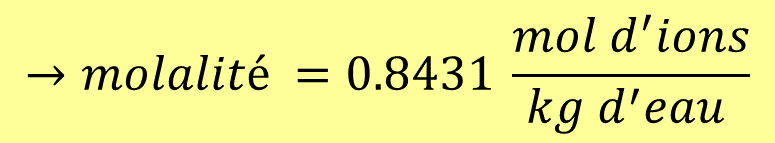 → molalité = 0.8431 mol d'ions / kg d'eau